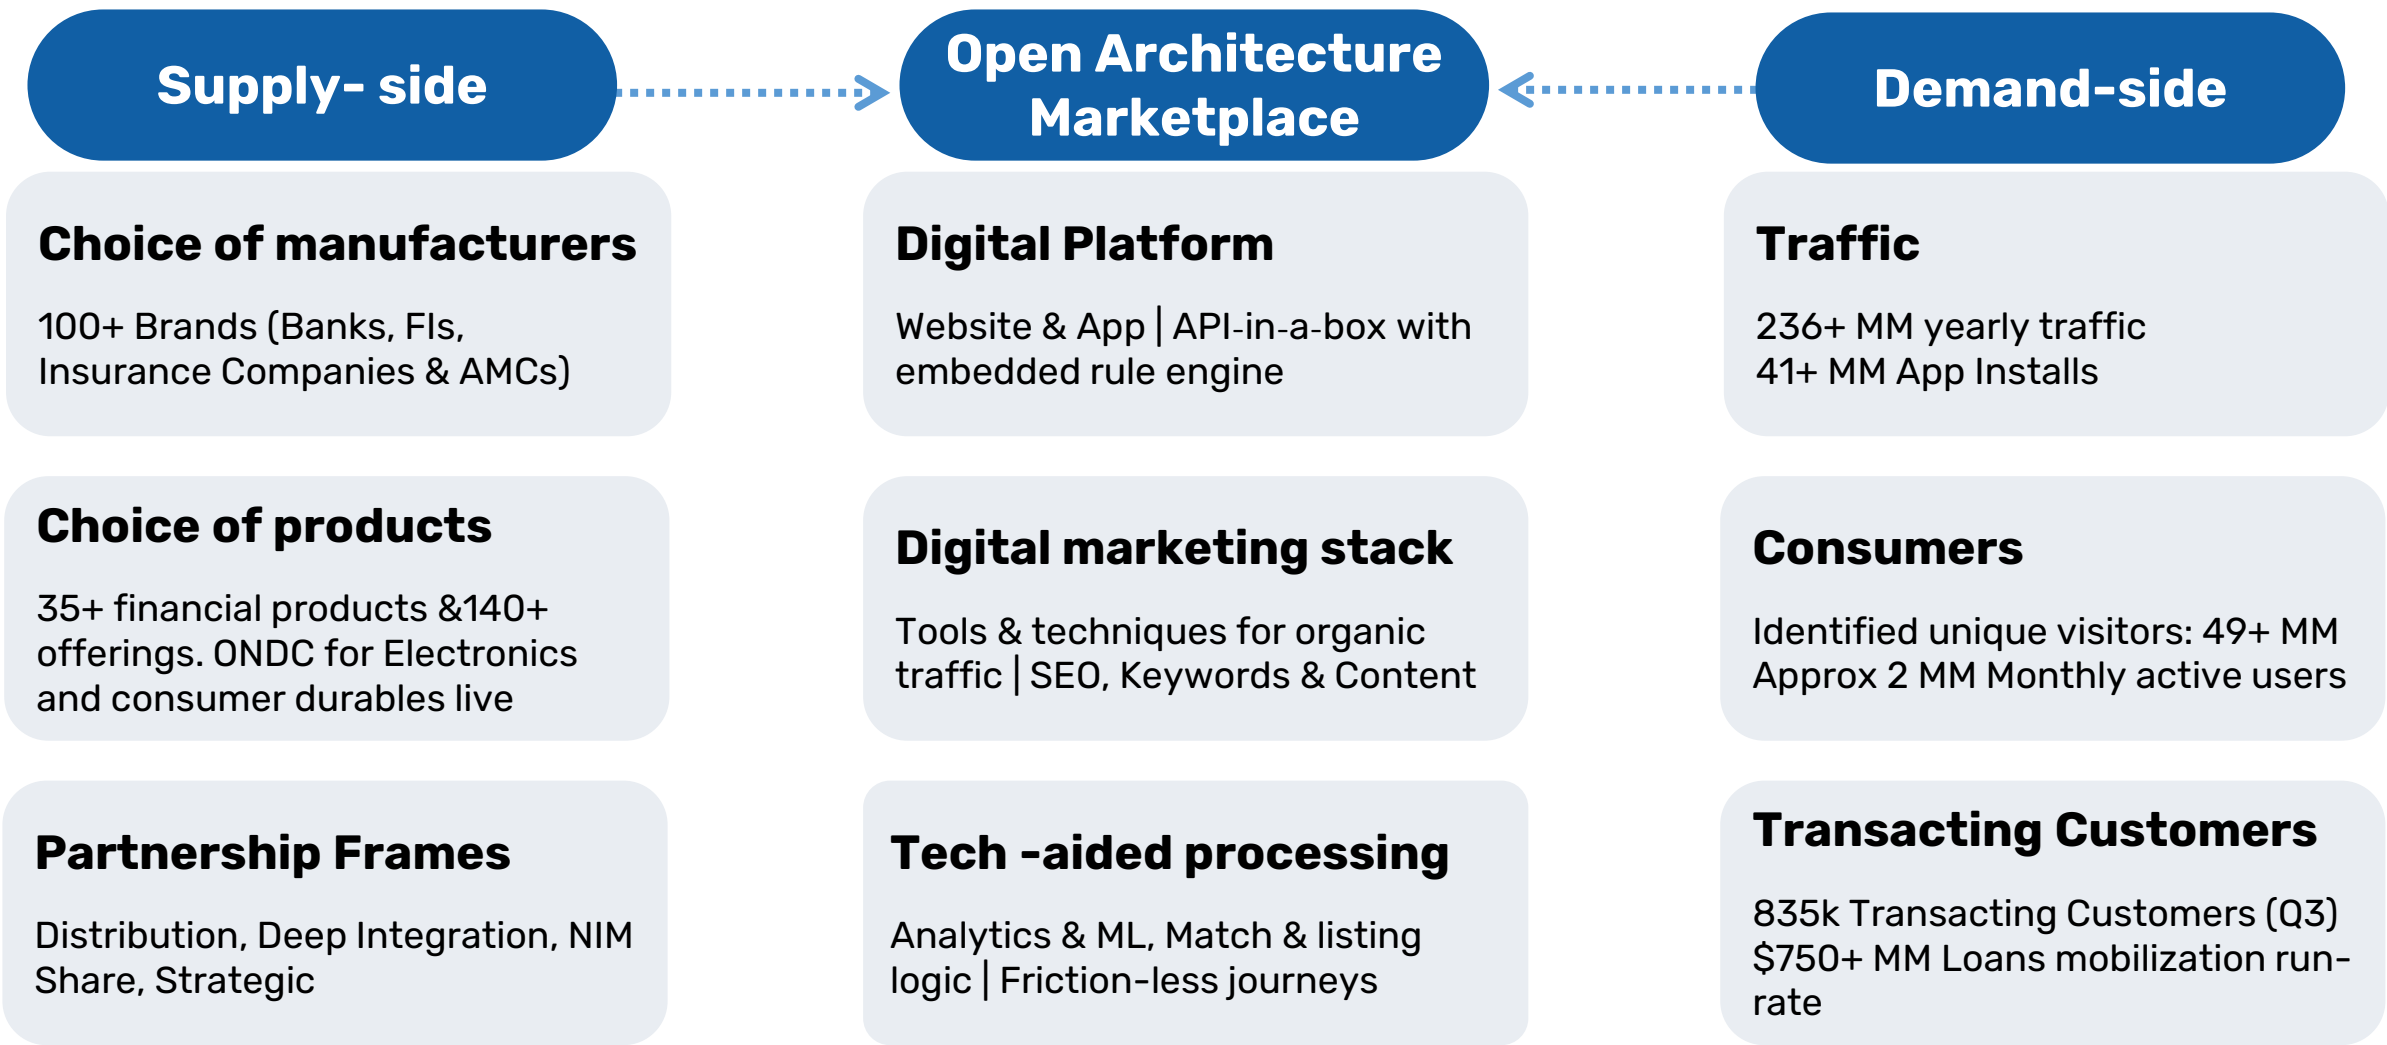 Supply- side
Open Architecture
Marketplace
Demand-side
Choice of manufacturers
100+ Brands (Banks, FIs,
Insurance Companies & AMCs)
Digital Platform
Website & App | API-in-a-box with
embedded rule engine
Traffic
236+ MM yearly traffic
41+ MM App Installs
Choice of products
35+ financial products &140+
offerings. ONDC for Electronics
and consumer durables live
Digital marketing stack
Tools & techniques for organic
traffic | SEO, Keywords & Content
Consumers
Identified unique visitors: 49+ MM
Approx 2 MM Monthly active users
Partnership Frames
Distribution, Deep Integration, NIM
Share, Strategic
Tech -aided processing
Analytics & ML, Match & listing
logic | Friction-less journeys
Transacting Customers
835k Transacting Customers (Q3)
$750+ MM Loans mobilization run-
rate